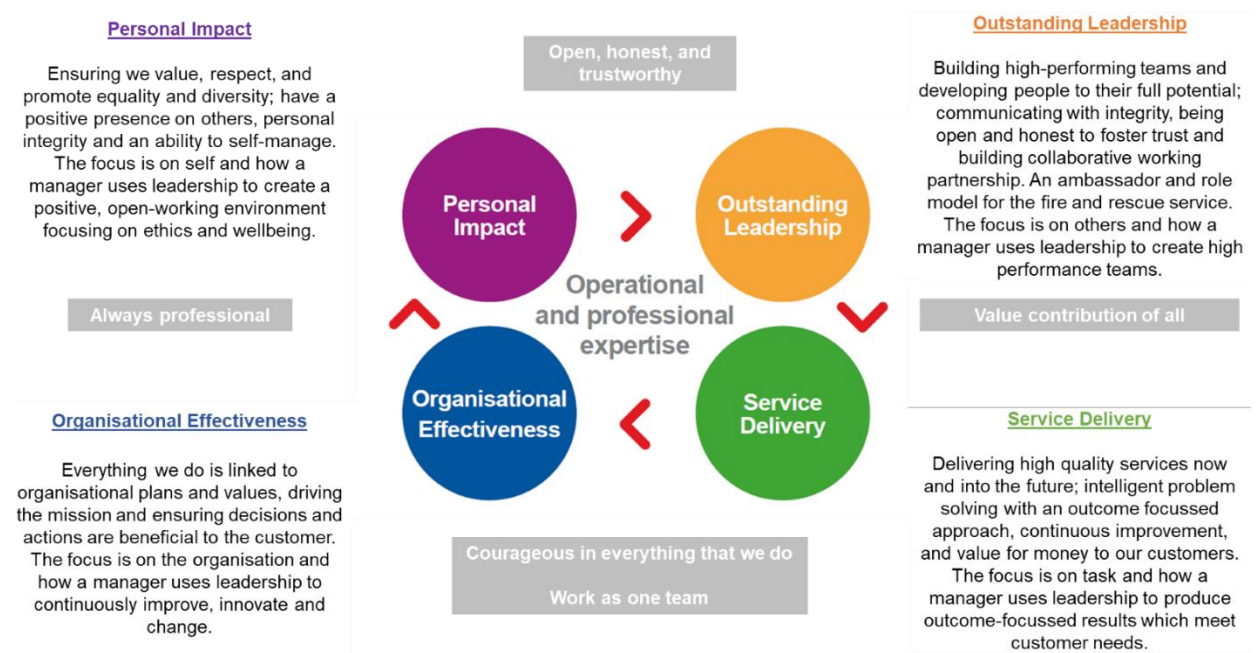 Personal Impact
Ensuring we value, respect, and
promote equality and diversity; have a
positive presence on others, personal
integrity and an ability to self-manage.
The focus is on self and how a
manager uses leadership to create a
positive, open-working environment
focusing on ethics and wellbeing.
Open, honest, and
trustworthy
Outstanding Leadership
Building high-performing teams and
developing people to their full potential;
communicating with integrity, being
open and honest to foster trust and
building collaborative working
partnership. An ambassador and role
model for the fire and rescue service.
The focus is on others and how a
manager uses leadership to create high
performance teams.
Personal
Impact
Outstanding
Leadership
Operational
and professional
expertise
Always professional
Value contribution of all
Organisational
Effectiveness
Service
Delivery
Organisational Effectiveness
Everything we do is linked to
organisational plans and values, driving
the mission and ensuring decisions and
actions are beneficial to the customer.
The focus is on the organisation and
how a manager uses leadership to
continuously improve, innovate and
change.
Courageous in everything that we do
Work as one team
Service Delivery
Delivering high quality services now
and into the future; intelligent problem
solving with an outcome focussed
approach, continuous improvement,
and value for money to our customers.
The focus is on task and how a
manager uses leadership to produce
outcome-focussed results which meet
customer needs.